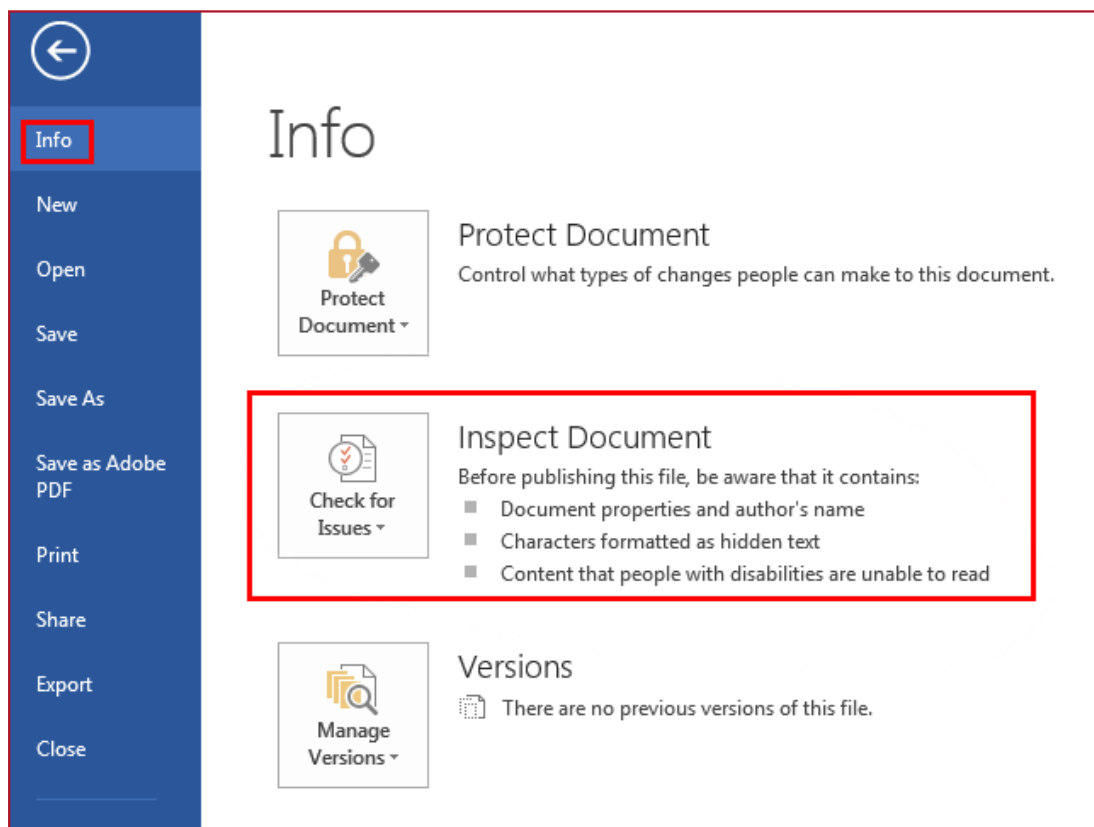 Info
New
Open
Save
Save As
Save as Adobe
PDF
Print
Share
Export
Close
Info
Protect
Document
Protect Document
Control what types of changes people can make to this document.
Check for
Issues
Inspect Document
Before publishing this file, be aware that it contains:
Document properties and author's name
Characters formatted as hidden text
Content that people with disabilities are unable to read
Manage
Versions
Versions
There are no previous versions of this file.